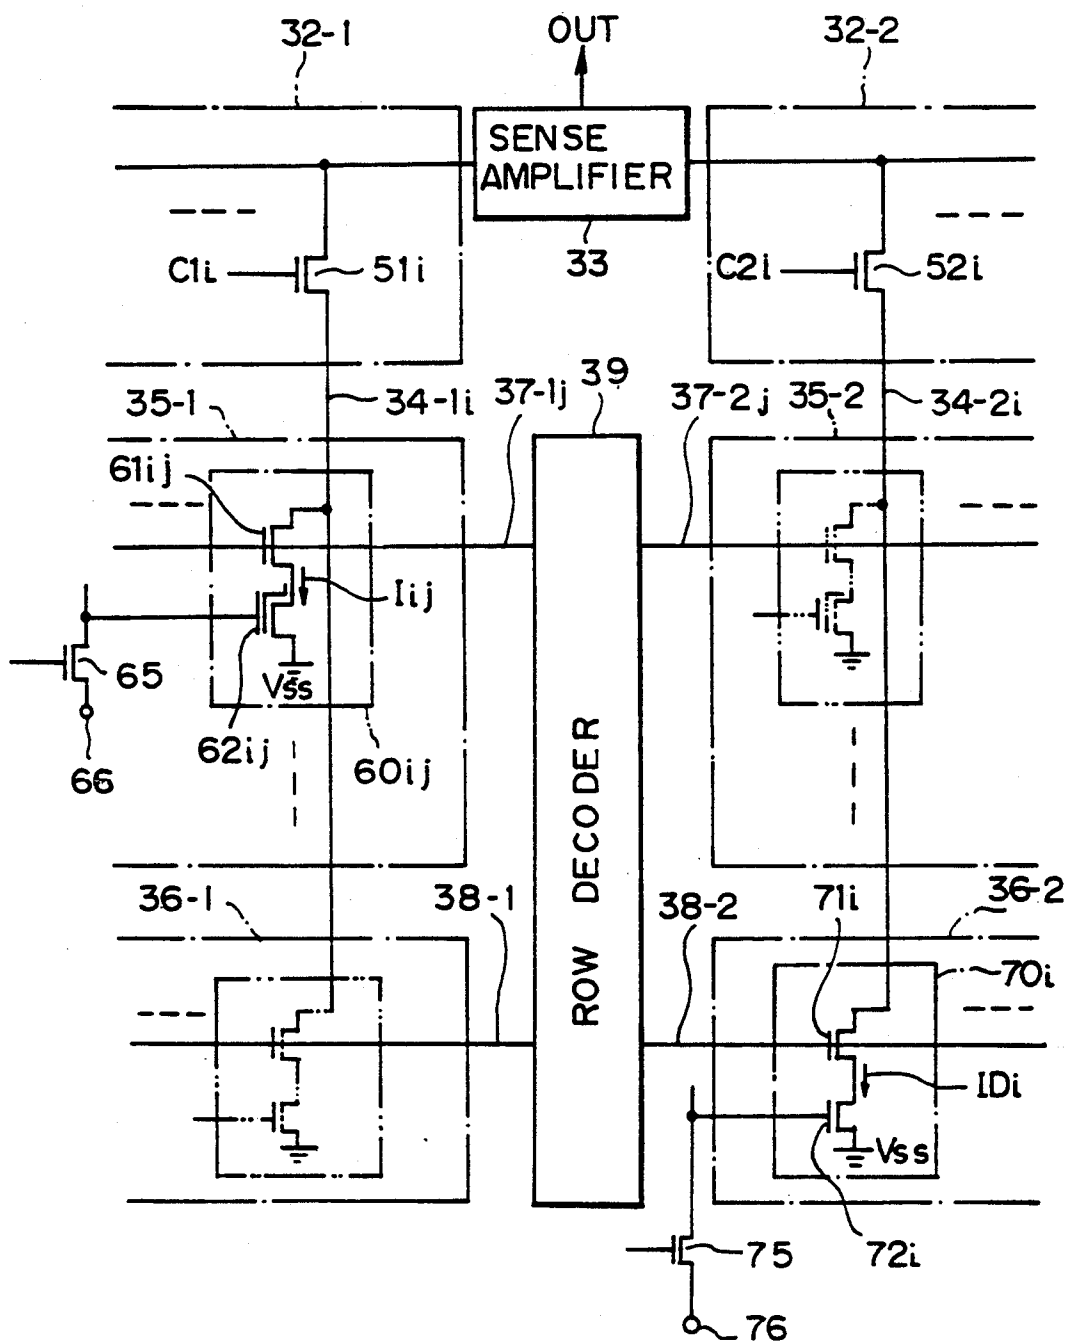 32-1
OUT
32-2
SENSE
AMPLIFIER
33
C1i
51i
C2i
52i
35-1
34-1i
37-1j
39
37-2j
35-2
34-2i
61ij
Iij
65
Vss
66
62ij
60ij
ROW DECODER
36-1
38-1
38-2
71i
36-2
70i
IDi
Vss
75
72i
76